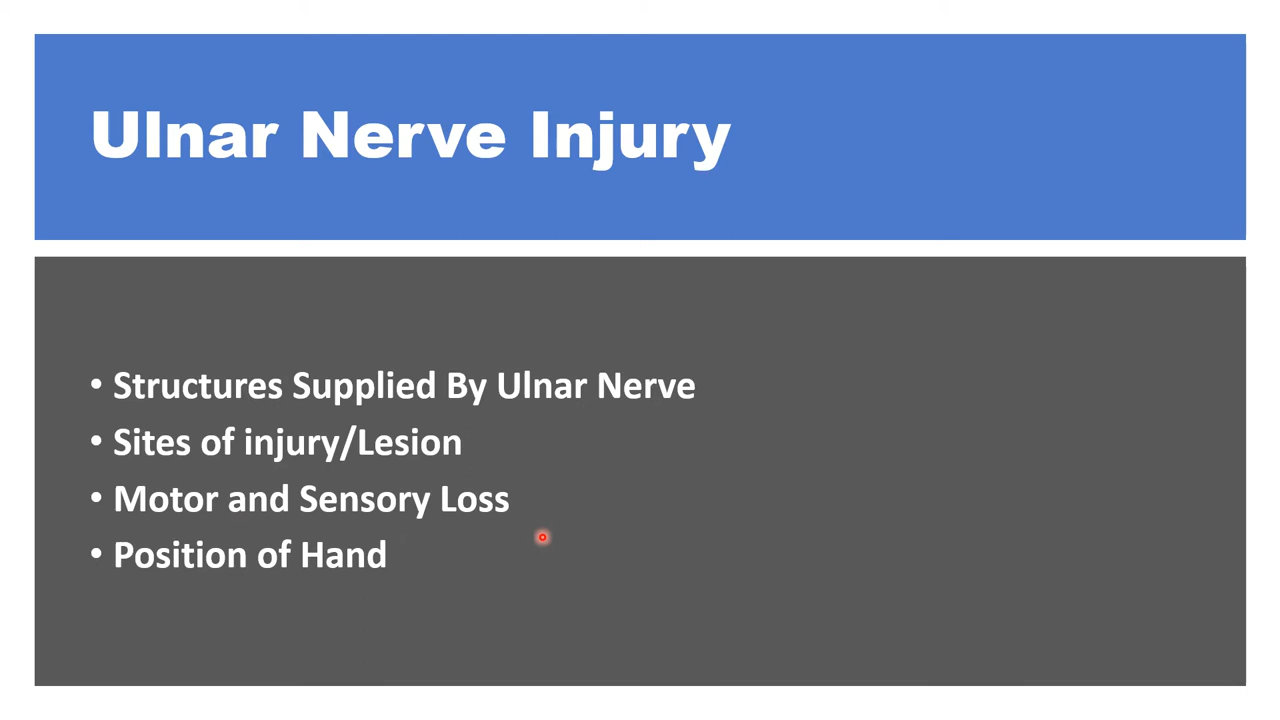 Ulnar Nerve Injury
• Structures Supplied By Ulnar Nerve
• Sites of injury/Lesion
• Motor and Sensory Loss
• Position of Hand